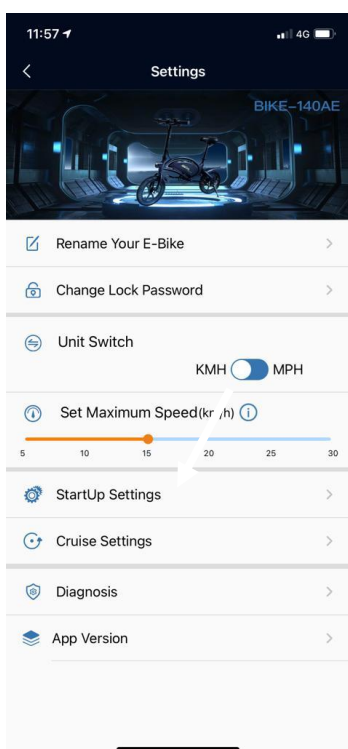 11:57
4G
Settings
BIKE-140AE
Rename Your E-Bike
Change Lock Password
Unit Switch
KMH MPH
Set Maximum Speed
5 10 15 20 25 30
StartUp Settings
Cruise Settings
Diagnosis
App Version